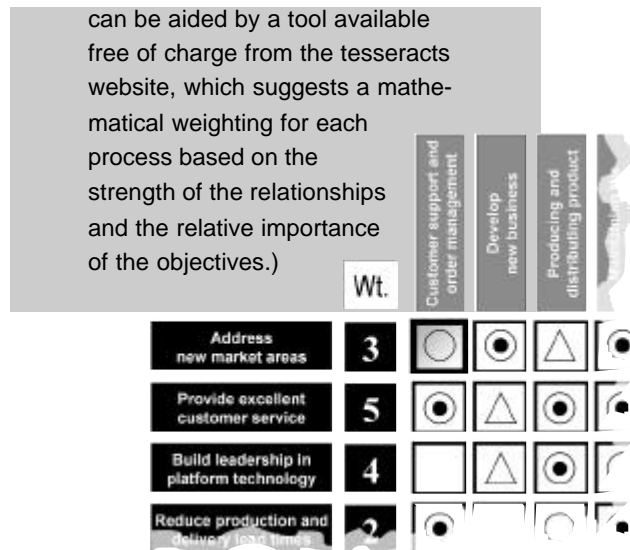 can be aided by a tool available
free of charge from the tesseracts
website, which suggests a mathe-
matical weighting for each
process based on the
strength of the relationships
and the relative importance
of the objectives.)
Wt.
Customer support and
order management
Develop
new business
Producing and
distributing product
Address
new market areas
3
Provide excellent
customer service
5
Build leadership in
platform technology
4
Reduce production and
delivery lead times
2